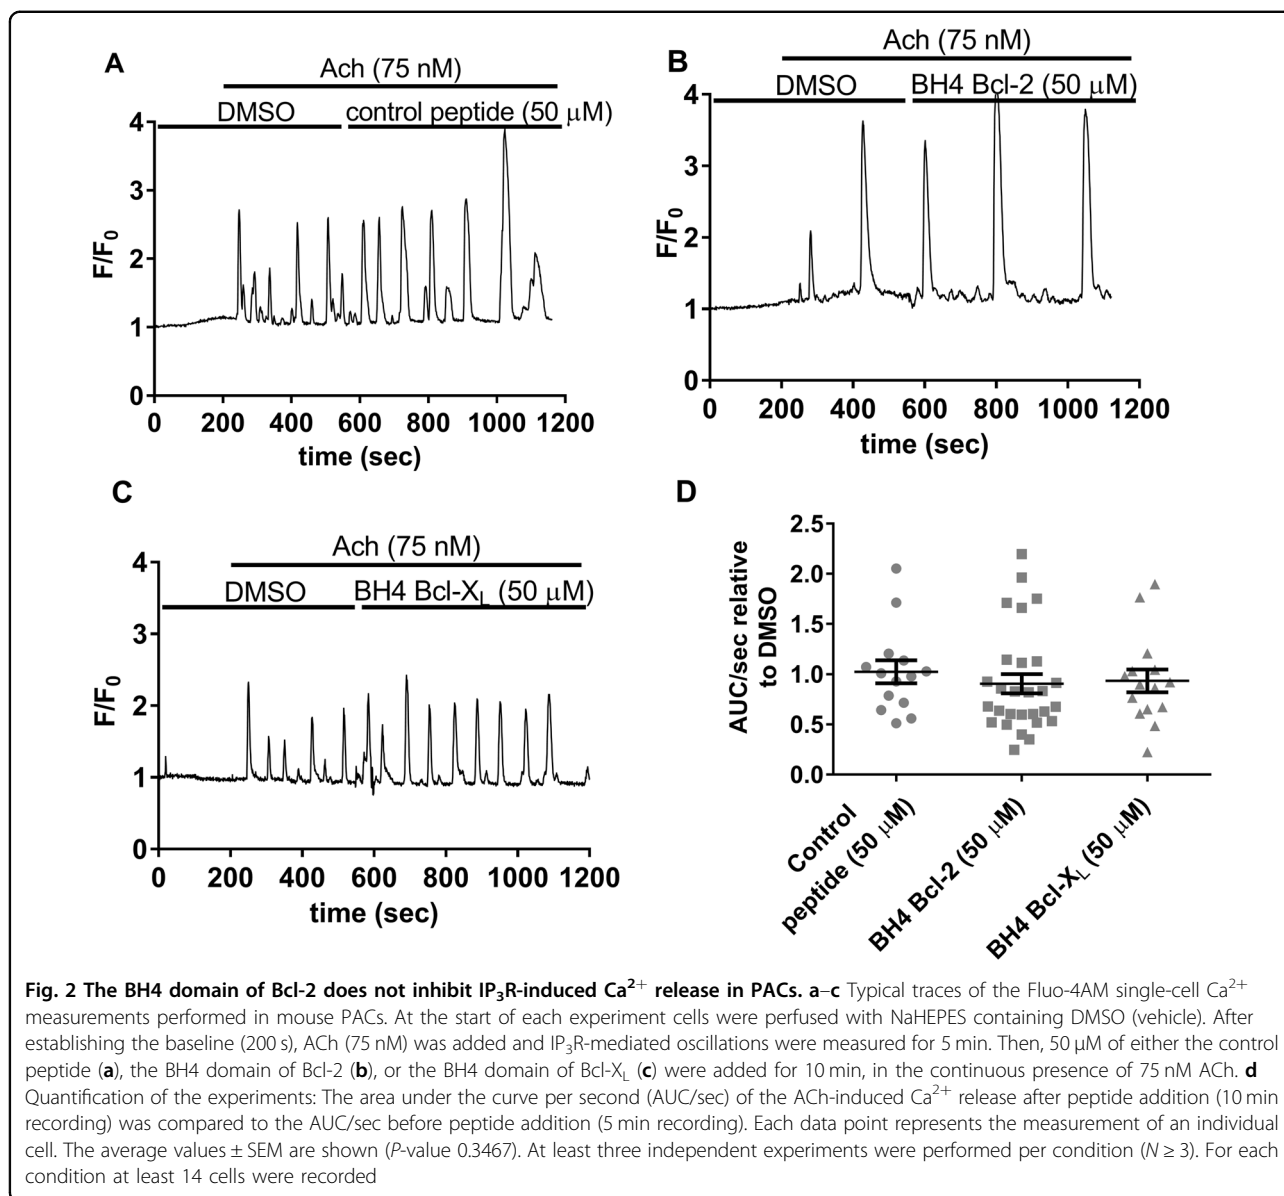 A
Ach (75 nM)
DMSO
control peptide (50 μM)
F/F0
4
3
2
1
0
0 200 400 600 800 1000 1200
time (sec)
B
Ach (75 nM)
DMSO
BH4 Bcl-2 (50 μM)
F/F0
4
3
2
1
0
0 200 400 600 800 1000 1200
time (sec)
C
Ach (75 nM)
DMSO
BH4 Bcl-XL (50 μM)
F/F0
4
3
2
1
0
0 200 400 600 800 1000 1200
time (sec)
D
AUC/sec relative
to DMSO
2.5
2.0
1.5
1.0
0.5
0.0
Control
peptide (50 μM)
BH4 Bcl-2 (50 μM)
BH4 Bcl-XL (50 μM)
Fig. 2 The BH4 domain of Bcl-2 does not inhibit IP3R-induced Ca2+ release in PACs. a–c Typical traces of the Fluo-4AM single-cell Ca2+
measurements performed in mouse PACs. At the start of each experiment cells were perfused with NaHEPES containing DMSO (vehicle). After
establishing the baseline (200 s), ACh (75 nM) was added and IP3R-mediated oscillations were measured for 5 min. Then, 50 μM of either the control
peptide (a), the BH4 domain of Bcl-2 (b), or the BH4 domain of Bcl-XL (c) were added for 10 min, in the continuous presence of 75 nM ACh. d
Quantification of the experiments: The area under the curve per second (AUC/sec) of the ACh-induced Ca2+ release after peptide addition (10 min
recording) was compared to the AUC/sec before peptide addition (5 min recording). Each data point represents the measurement of an individual
cell. The average values ± SEM are shown (P-value 0.3467). At least three independent experiments were performed per condition (N ≥ 3). For each
condition at least 14 cells were recorded